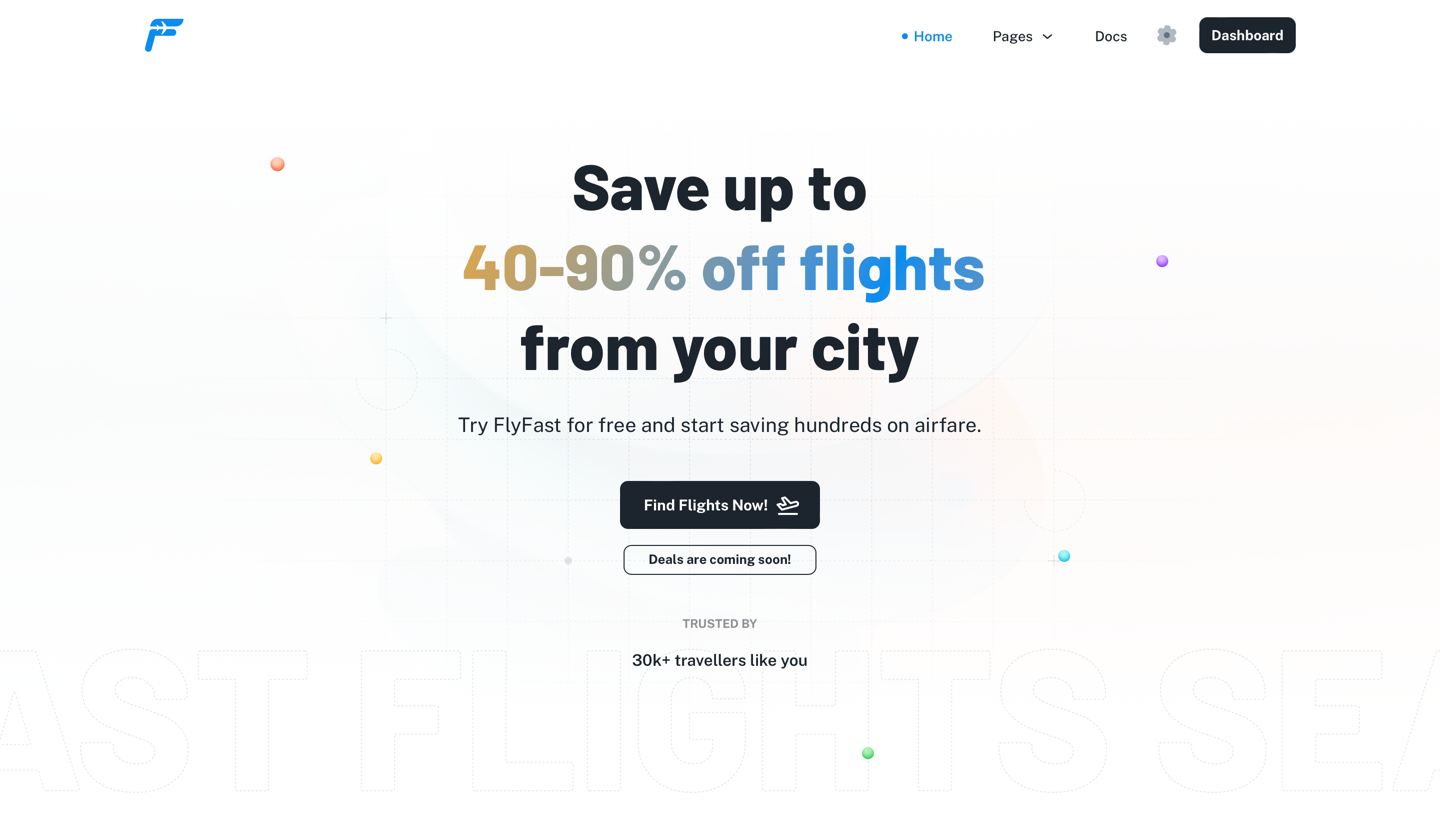 Home
Pages
Docs
Dashboard
Save up to
40-90% off flights
from your city
Try FlyFast for free and start saving hundreds on airfare.
Find Flights Now!
Deals are coming soon!
TRUSTED BY
30k+ travellers like you
AST FLIGHTS SEA